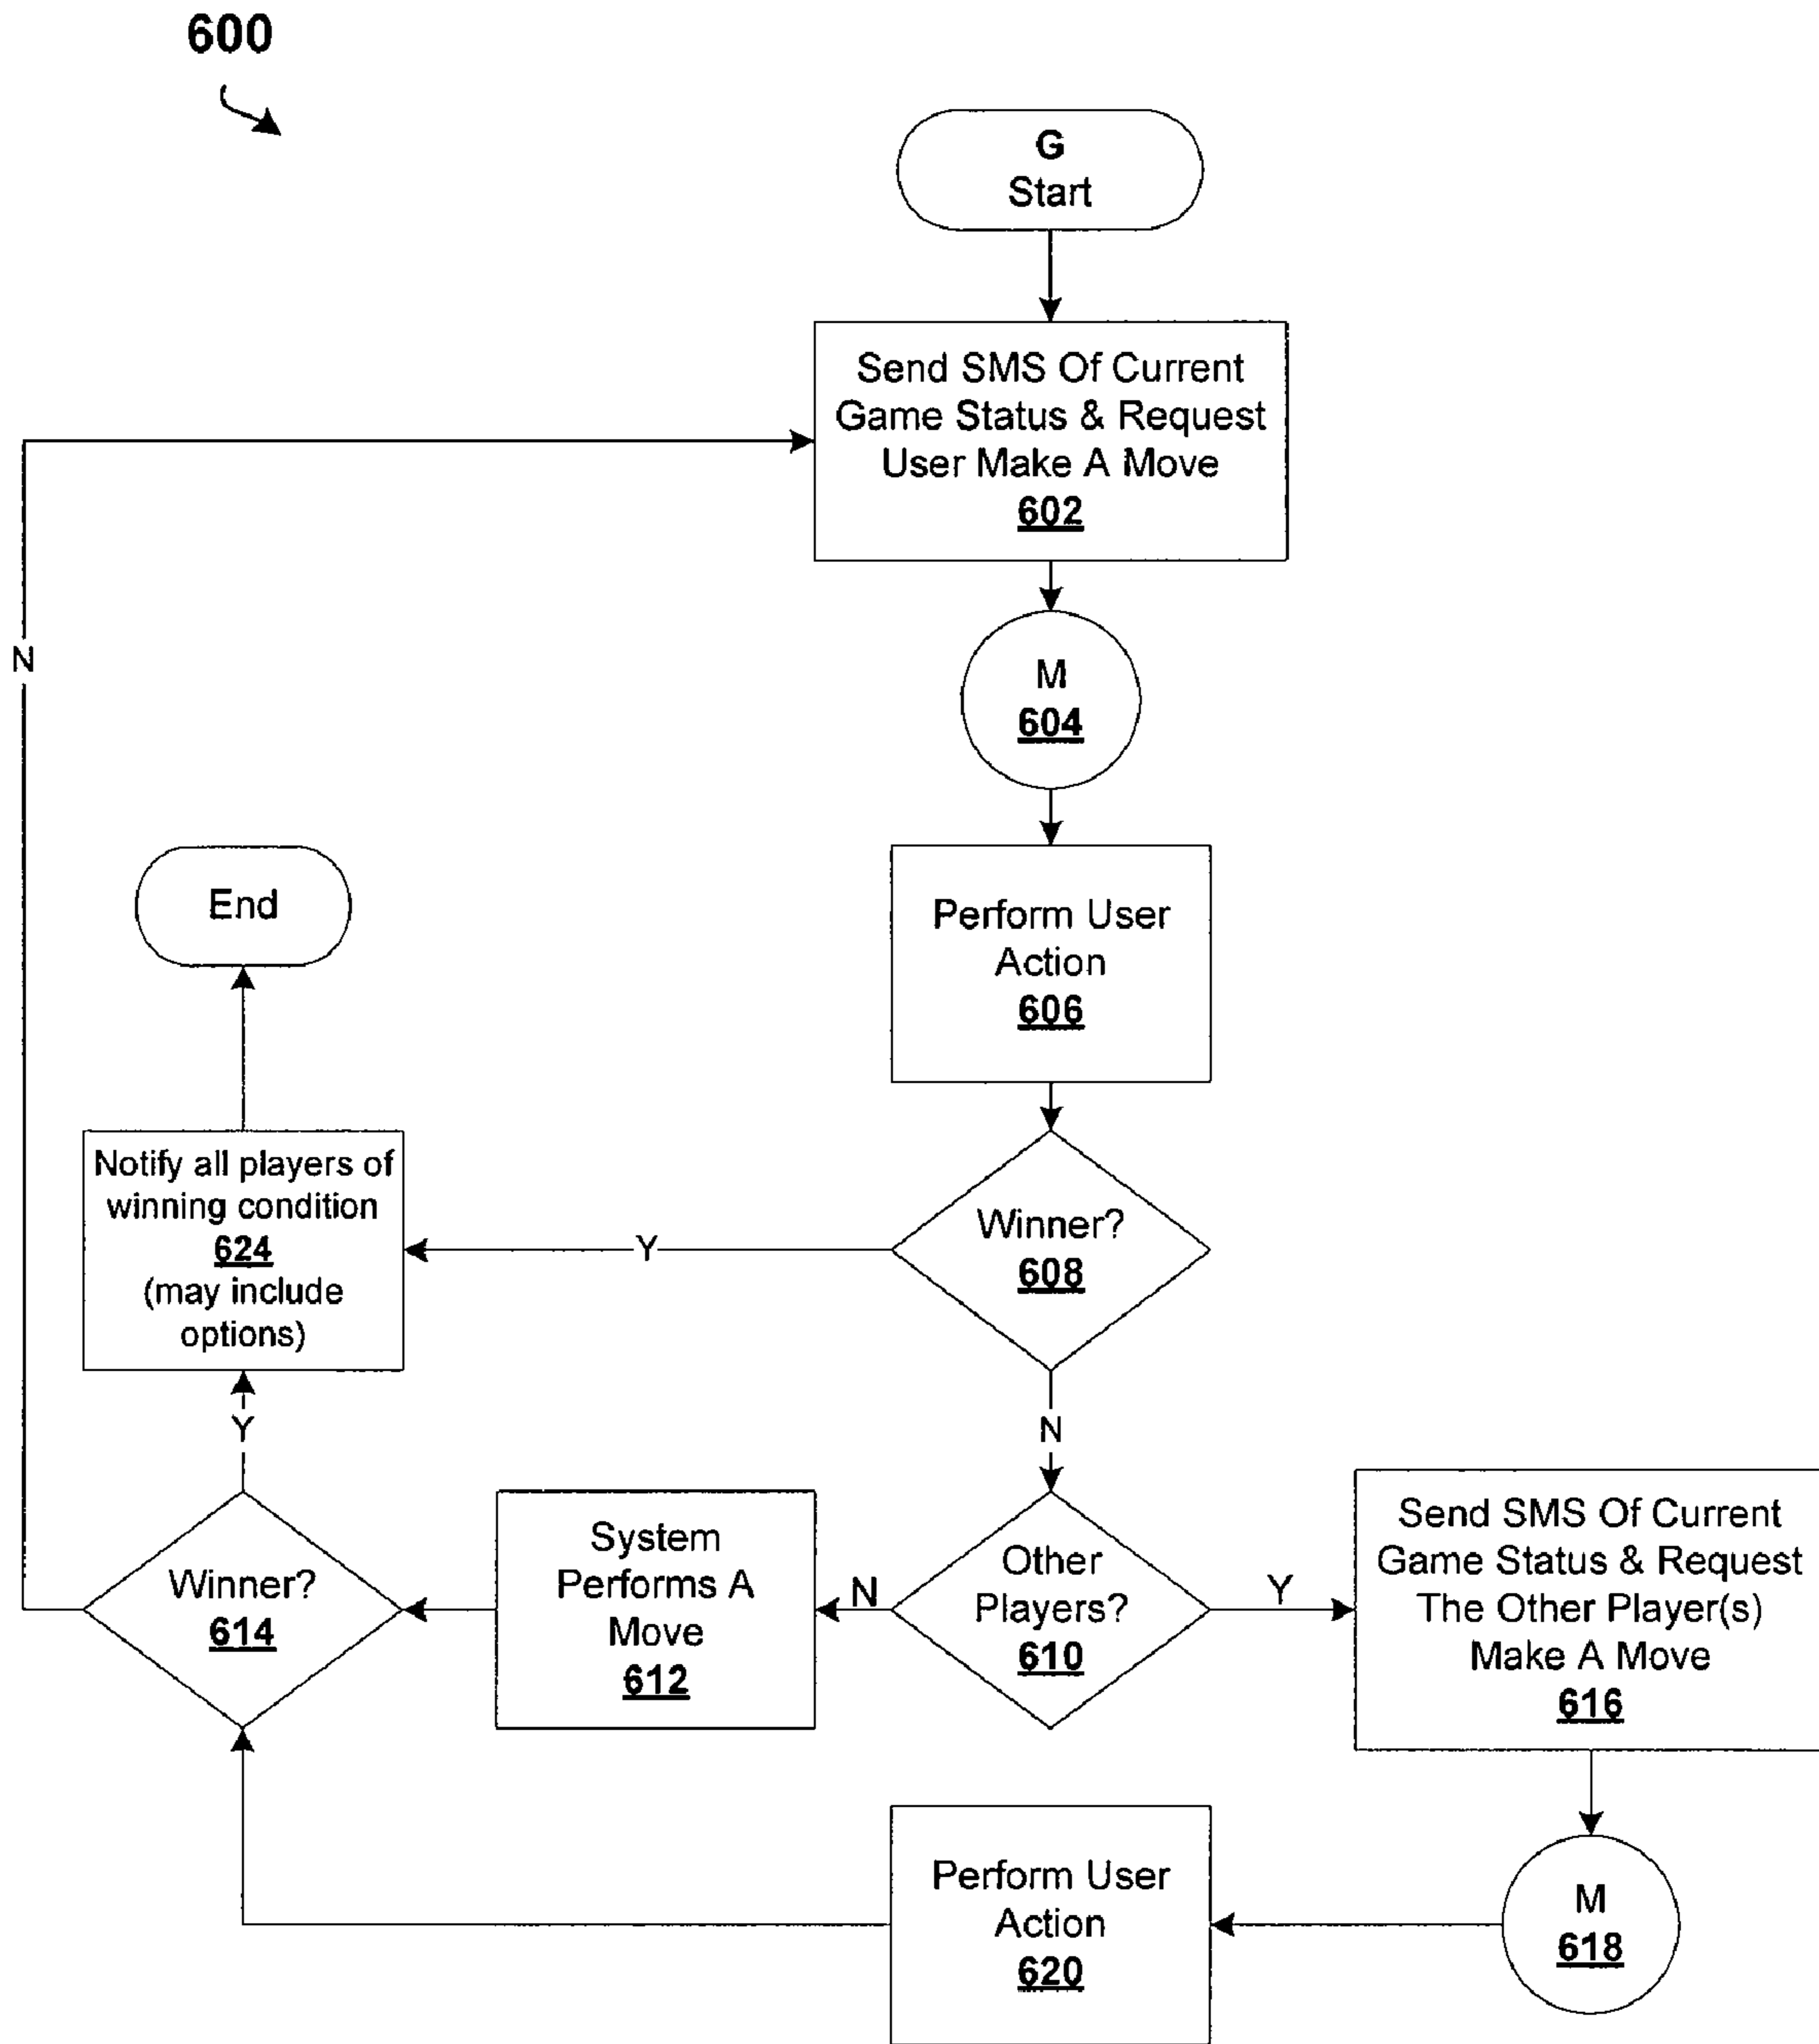 600
G
Start
Send SMS Of Current
Game Status & Request
User Make A Move
602
N
M
604
End
Perform User
Action
606
Notify all players of
winning condition
624
(may include
options)
Y
Winner?
608
Y
N
Winner?
614
System
Performs A
Move
612
N
Other
Players?
610
Y
Send SMS Of Current
Game Status & Request
The Other Player(s)
Make A Move
616
Perform User
Action
620
M
618